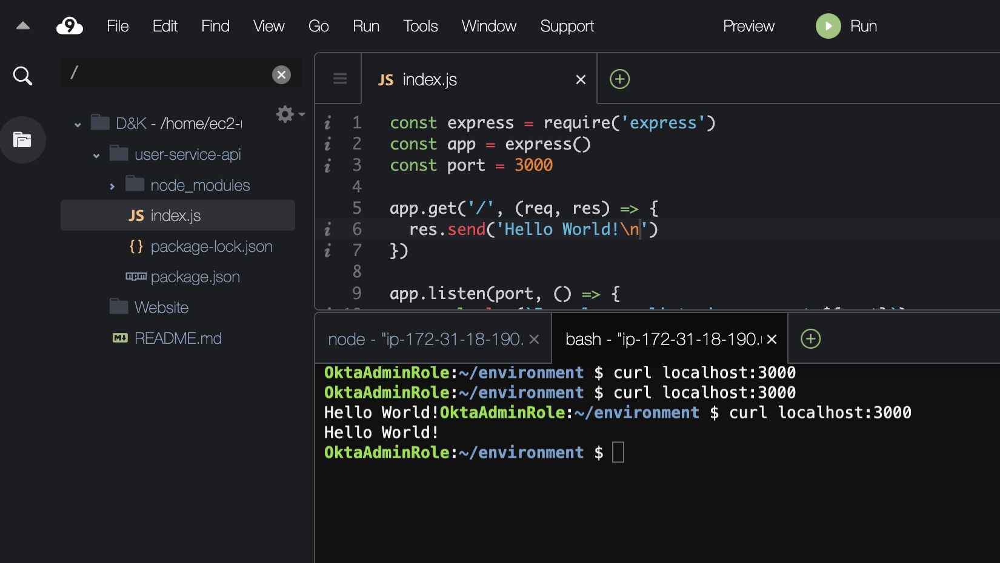 9 File Edit Find View Go Run Tools Window Support Preview Run
/
D&K - /home/ec2-
user-service-api
node_modules
JS index.js
{} package-lock.json
package.json
Website
README.md
JS index.js
1 const express = require('express')
2 const app = express()
3 const port = 3000
4
5 app.get('/', (req, res) => {
6 res.send('Hello World!\n')
7 })
8
9 app.listen(port, () => {
node - "ip-172-31-18-190.
bash - "ip-172-31-18-190.
OktaAdminRole:~/environment $ curl localhost:3000
OktaAdminRole:~/environment $ curl localhost:3000
Hello World!OktaAdminRole:~/environment $ curl localhost:3000
Hello World!
OktaAdminRole:~/environment $